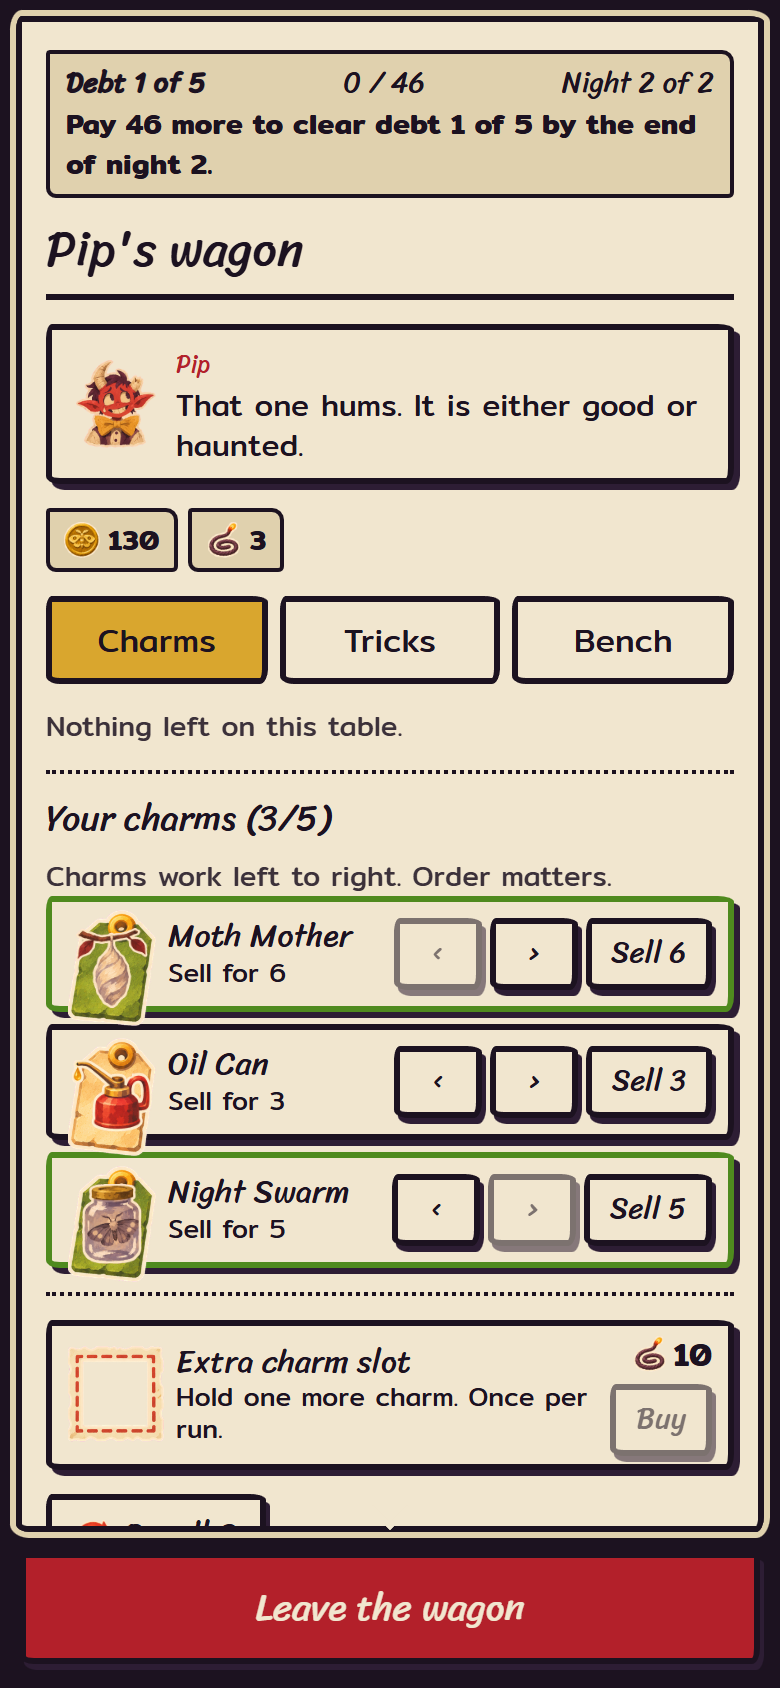 Debt 1 of 5 0 / 46 Night 2 of 2
Pay 46 more to clear debt 1 of 5 by the end
of night 2.
Pip's wagon
Pip
That one hums. It is either good or
haunted.
130 3
Charms Tricks Bench
Nothing left on this table.
Your charms (3/5)
Charms work left to right. Order matters.
Moth Mother
Sell for 6
‹ › Sell 6
Oil Can
Sell for 3
‹ › Sell 3
Night Swarm
Sell for 5
‹ › Sell 5
Extra charm slot
Hold one more charm. Once per
run.
10
Buy
Leave the wagon